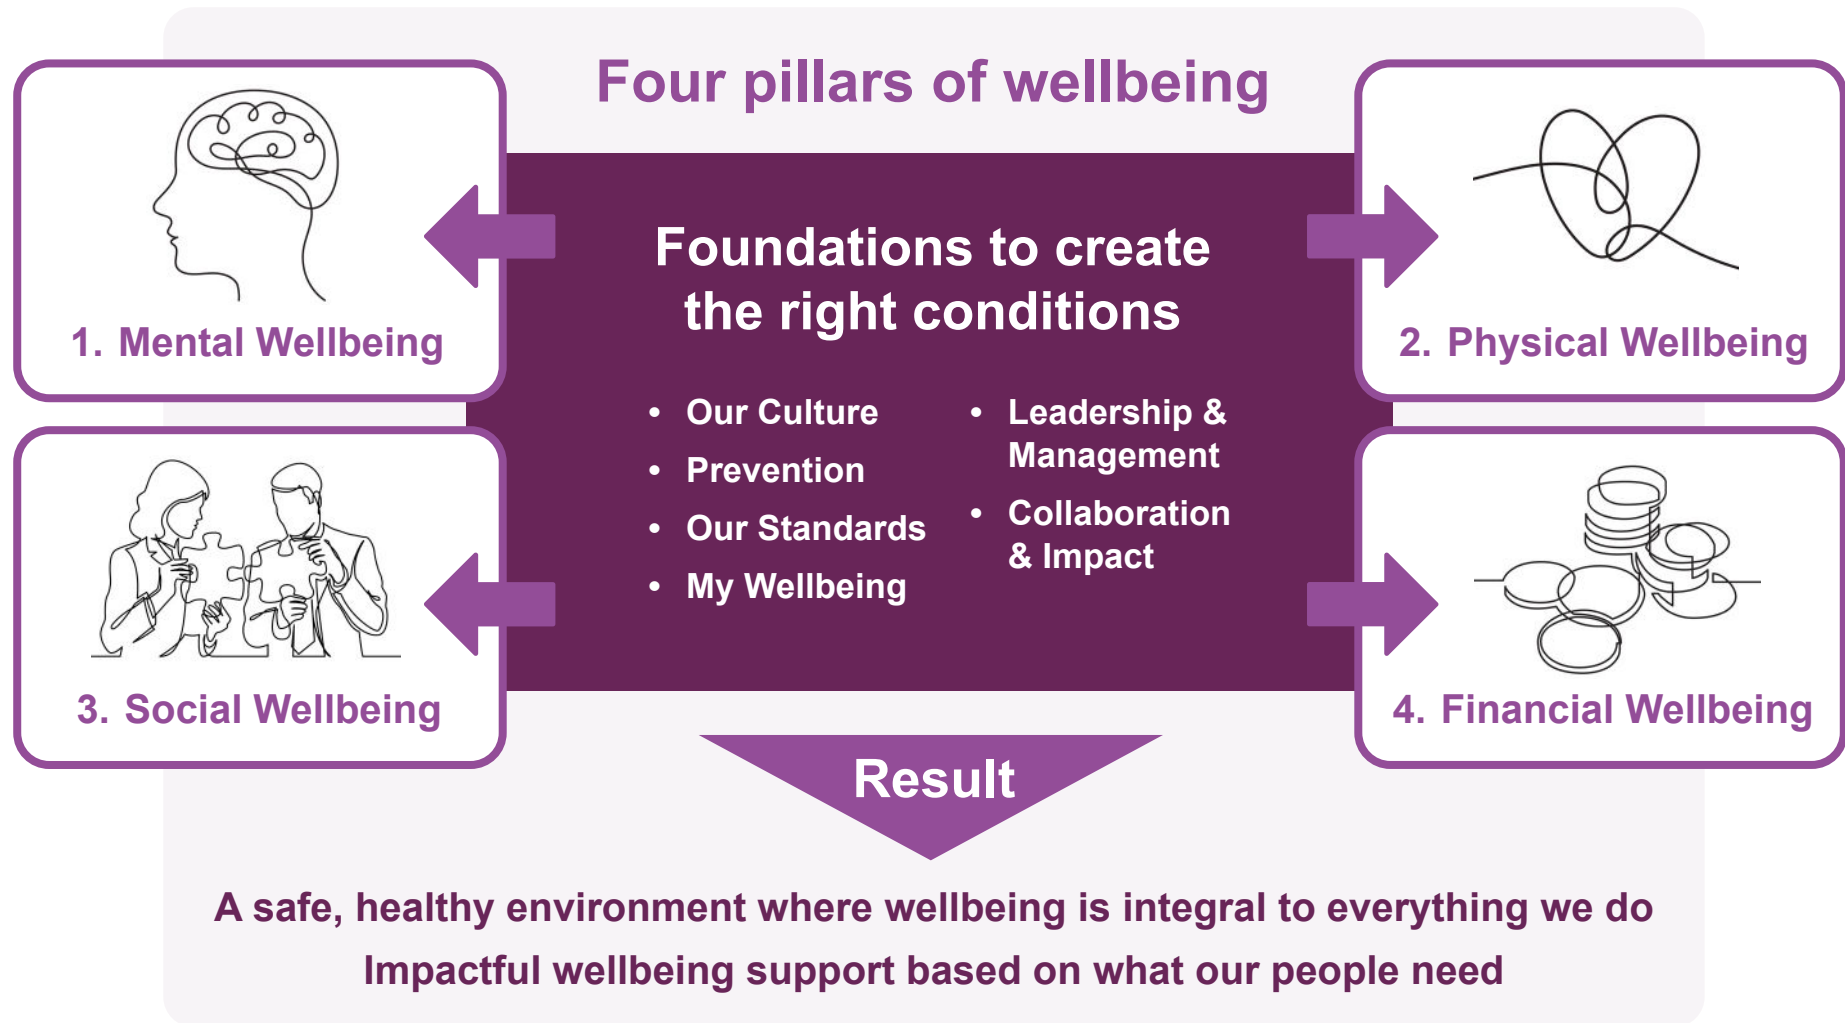 Four pillars of wellbeing
1. Mental Wellbeing
2. Physical Wellbeing
3. Social Wellbeing
4. Financial Wellbeing
Foundations to create
the right conditions
• Our Culture
• Prevention
• Our Standards
• My Wellbeing
• Leadership &
Management
• Collaboration
& Impact
Result
A safe, healthy environment where wellbeing is integral to everything we do
Impactful wellbeing support based on what our people need